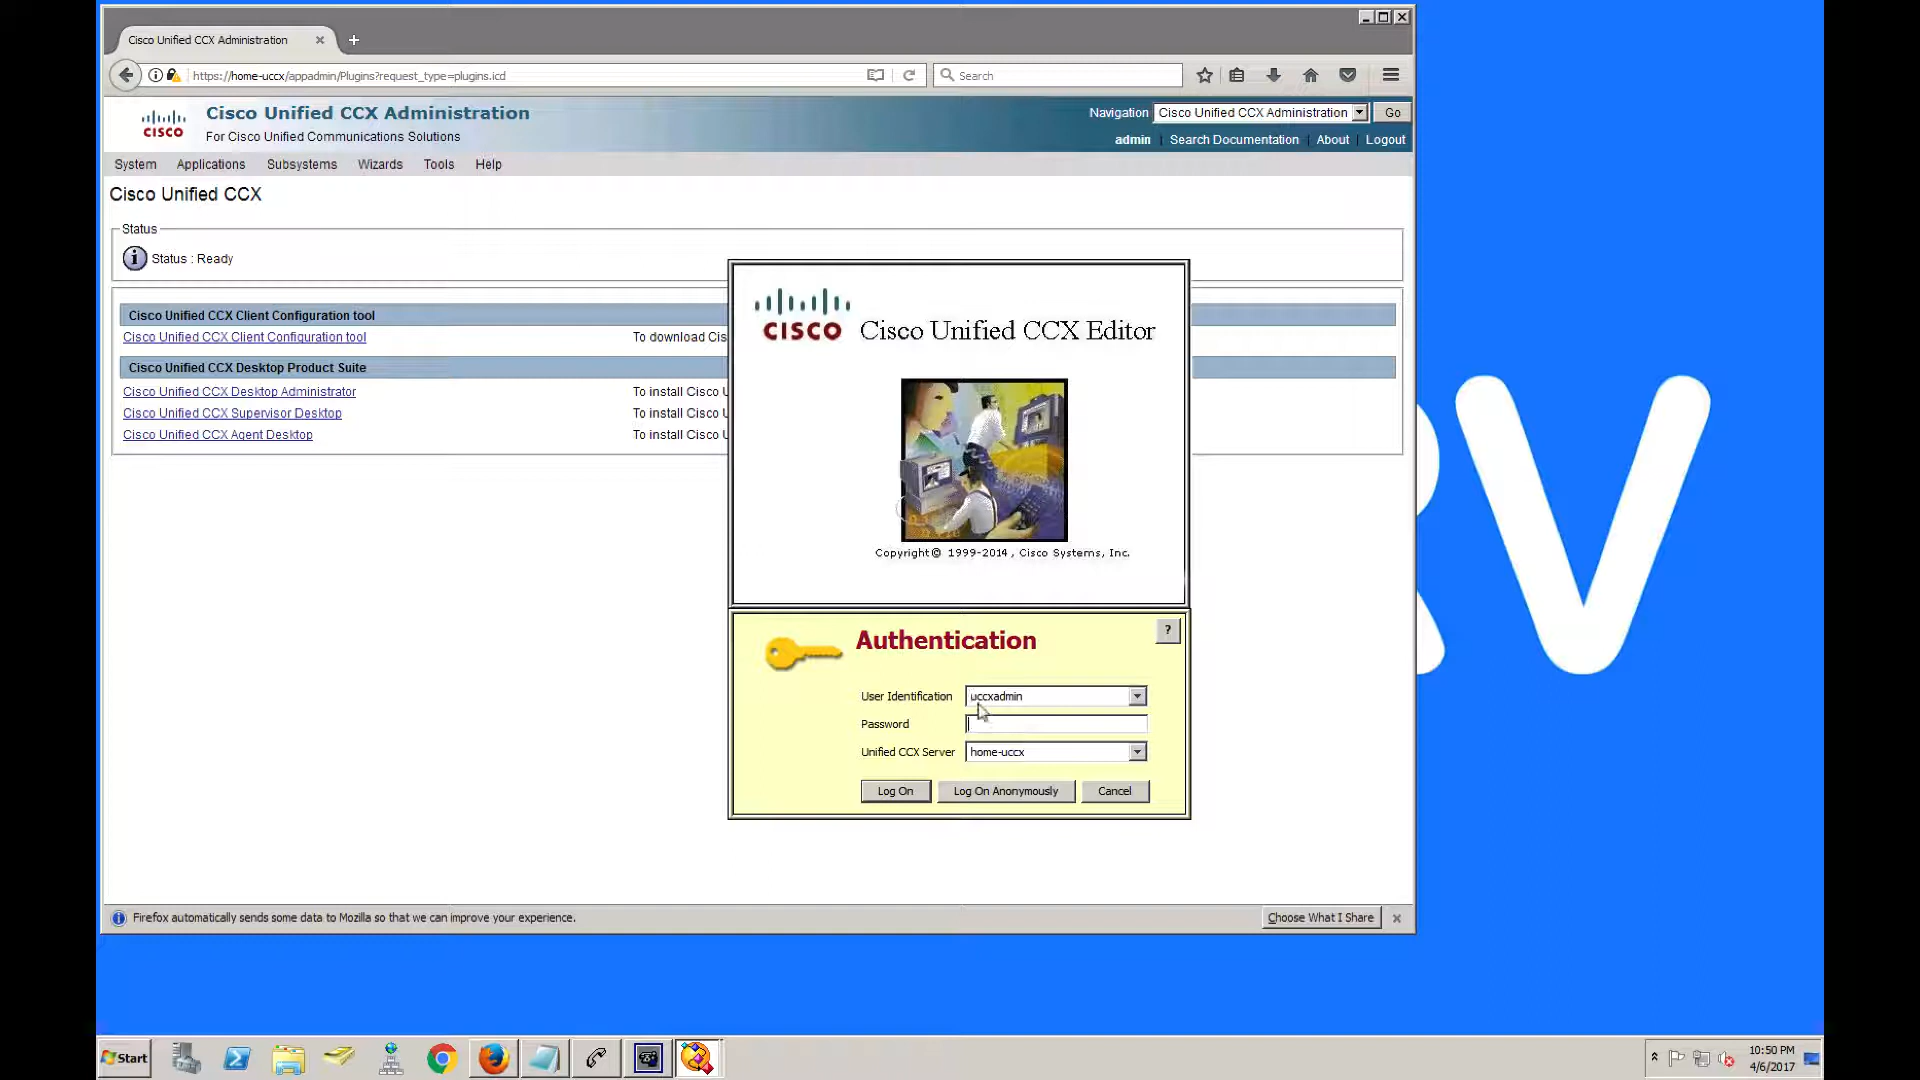 Cisco Unified CCX Administration
https://home-uccx/appadmin/Plugins?request_type=plugins.icd
Search
CISCO
Cisco Unified CCX Administration
For Cisco Unified Communications Solutions
Navigation Cisco Unified CCX Administration Go
admin | Search Documentation | About | Logout
System Applications Subsystems Wizards Tools Help
Cisco Unified CCX
Status
Status : Ready
Cisco Unified CCX Client Configuration tool
Cisco Unified CCX Client Configuration tool To download Cis
Cisco Unified CCX Desktop Product Suite
Cisco Unified CCX Desktop Administrator To install Cisco U
Cisco Unified CCX Supervisor Desktop To install Cisco U
Cisco Unified CCX Agent Desktop To install Cisco U
CISCO Cisco Unified CCX Editor
Copyright© 1999-2014 , Cisco Systems, Inc.
Authentication
?
User Identification uccxadmin
Password
Unified CCX Server home-uccx
Log On Log On Anonymously Cancel
RV
Firefox automatically sends some data to Mozilla so that we can improve your experience. Choose What I Share
Start
10:50 PM
4/6/2017